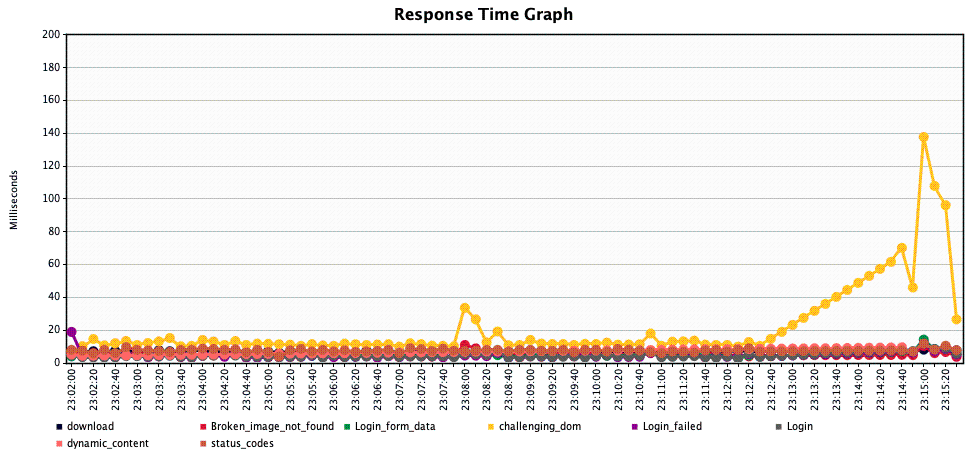 Response Time Graph
200
180
160
140
120
100
80
60
40
20
0
Milliseconds
23:02:00 23:02:20 23:02:40 23:03:00 23:03:20 23:03:40 23:04:00 23:04:20 23:04:40 23:05:00 23:05:20 23:05:40 23:06:00 23:06:20 23:06:40 23:07:00 23:07:20 23:07:40 23:08:00 23:08:20 23:08:40 23:09:00 23:09:20 23:09:40 23:10:00 23:10:20 23:10:40 23:11:00 23:11:20 23:11:40 23:12:00 23:12:20 23:12:40 23:13:00 23:13:20 23:13:40 23:14:00 23:14:20 23:14:40 23:15:00 23:15:20
download Broken_image_not_found Login_form_data challenging_dom Login_failed Login
dynamic_content status_codes